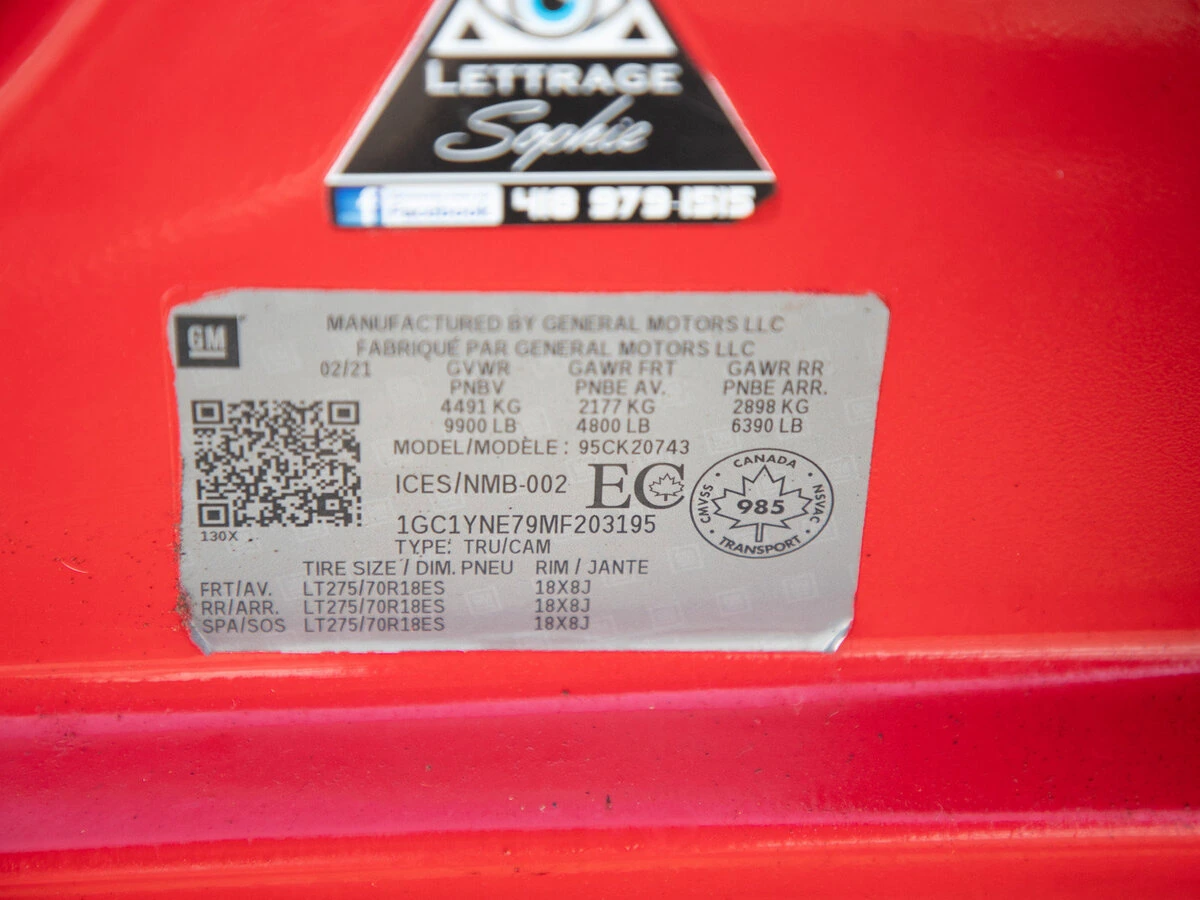 LETTRAGE
Sophie
f Facebook 418 979-1515
GM MANUFACTURED BY GENERAL MOTORS LLC
FABRIQUÉ PAR GENERAL MOTORS LLC
02/21 GVWR GAWR FRT GAWR RR
PNBV PNBE AV. PNBE ARR.
4491 KG 2177 KG 2898 KG
9900 LB 4800 LB 6390 LB
MODEL/MODÈLE : 95CK20743
ICES/NMB-002 EC
CANADA
CMVSS 985 NSVAC
TRANSPORT
1GC1YNE79MF203195
130X
TYPE: TRU/CAM
TIRE SIZE / DIM. PNEU RIM / JANTE
FRT/AV. LT275/70R18ES 18X8J
RR/ARR. LT275/70R18ES 18X8J
SPA/SOS LT275/70R18ES 18X8J